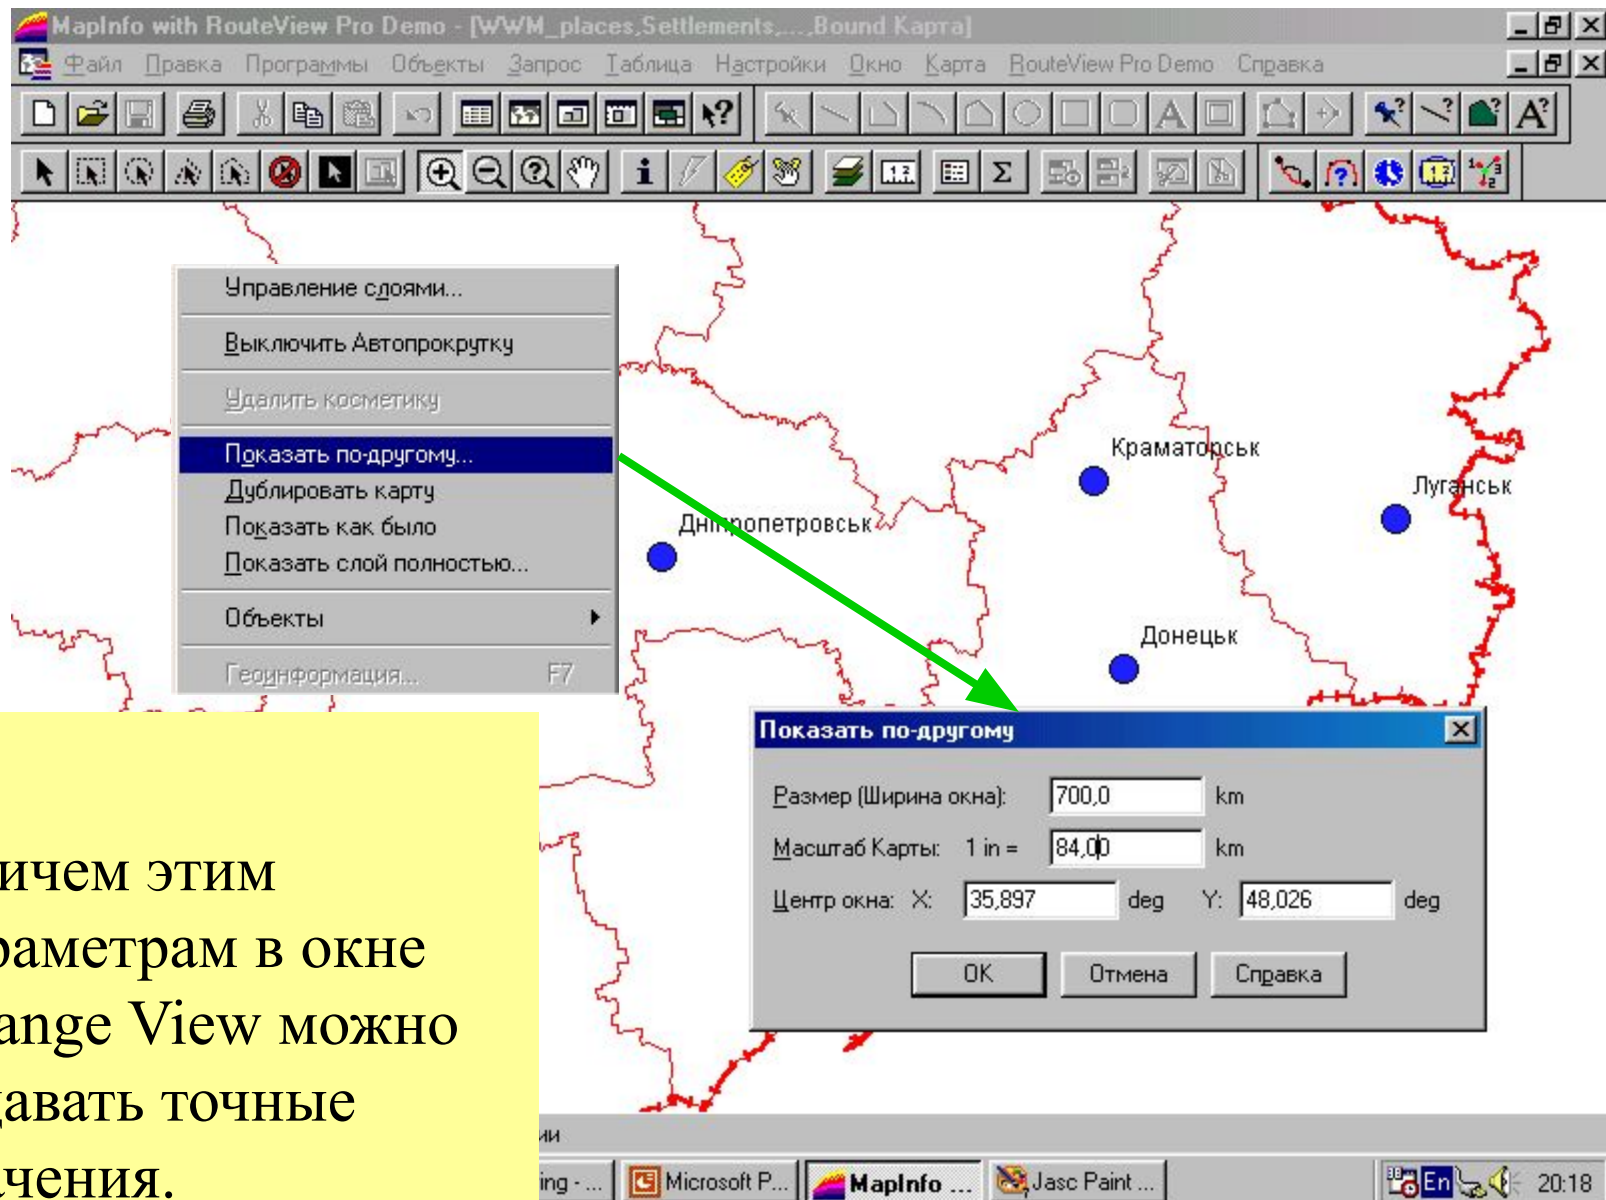 MapInfo with RouteView Pro Demo - [WWM_places,Settlements,...,Bound Карта]
Файл Правка Программы Объекты Запрос Таблица Настройки Окно Карта RouteView Pro Demo Справка
Управление слоями...
Выключить Автопрокрутку
Удалить косметику
Показать по-другому...
Дублировать карту
Показать как было
Показать слой полностью...
Объекты
Геоинформация... F7
Краматорськ
Луганськ
Дніпропетровськ
Донецьк
Показать по-другому
Размер (Ширина окна): 700,0 km
Масштаб Карты: 1 in = 84,00 km
Центр окна: X: 35,897 deg Y: 48,026 deg
OK Отмена Справка
ичем этим
раметрам в окне
ange View можно
давать точные
ачения.
ии
ing - ... Microsoft P... MapInfo ... Jasc Paint ... En 20:18